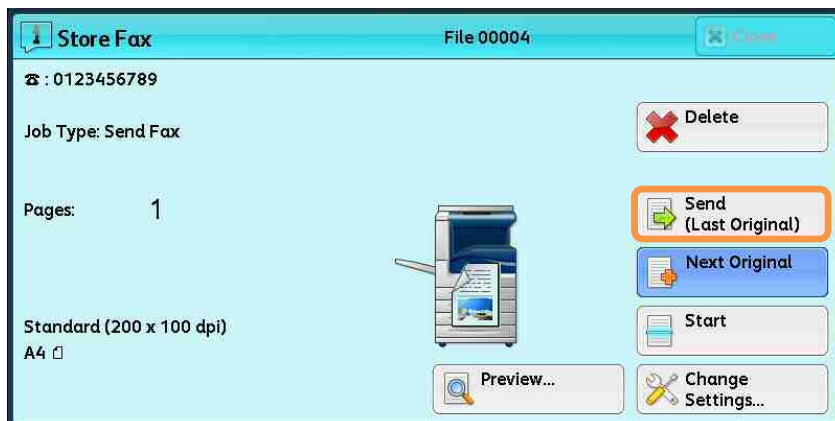 Store Fax
File 00004
Close
☎ : 0123456789
Delete
Job Type: Send Fax
Pages: 1
Send
(Last Original)
Next Original
Standard (200 x 100 dpi)
A4
Start
Preview...
Change
Settings...